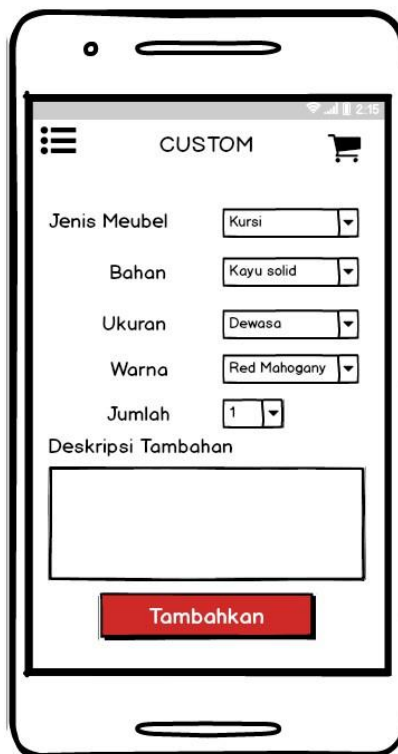 2:15
CUSTOM
Jenis Meubel Kursi
Bahan Kayu solid
Ukuran Dewasa
Warna Red Mahogany
Jumlah 1
Deskripsi Tambahan
Tambahkan